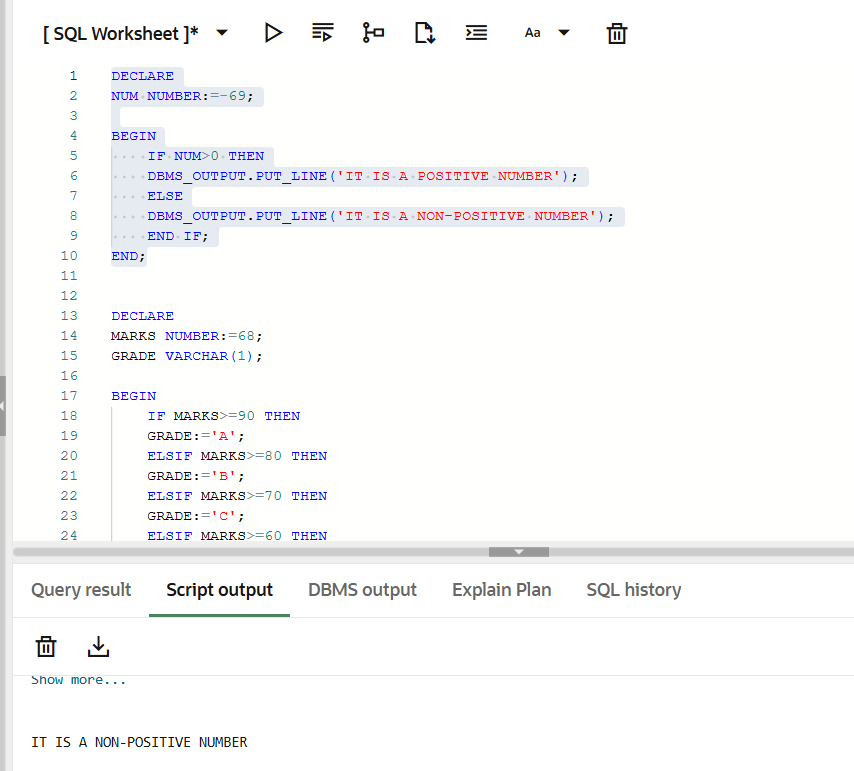 [ SQL Worksheet ]*
Aa
1 DECLARE
2 NUM NUMBER:=-69;
3
4 BEGIN
5 IF NUM>0 THEN
6 DBMS_OUTPUT.PUT_LINE('IT IS A POSITIVE NUMBER');
7 ELSE
8 DBMS_OUTPUT.PUT_LINE('IT IS A NON-POSITIVE NUMBER');
9 END IF;
10 END;
11
12
13 DECLARE
14 MARKS NUMBER:=68;
15 GRADE VARCHAR(1);
16
17 BEGIN
18 IF MARKS>=90 THEN
19 GRADE:='A';
20 ELSIF MARKS>=80 THEN
21 GRADE:='B';
22 ELSIF MARKS>=70 THEN
23 GRADE:='C';
24 ELSIF MARKS>=60 THEN
Query result Script output DBMS output Explain Plan SQL history
Show more...
IT IS A NON-POSITIVE NUMBER